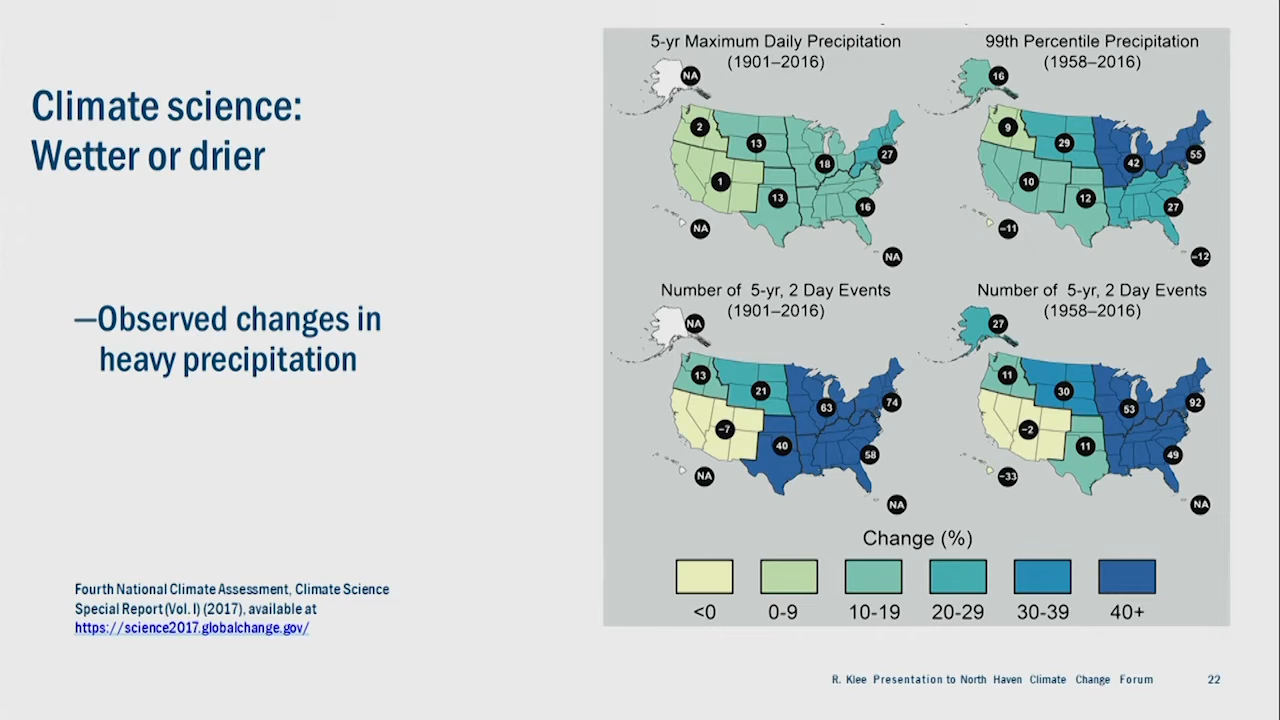 Climate science:
Wetter or drier
—Observed changes in
heavy precipitation
Fourth National Climate Assessment, Climate Science
Special Report (Vol. I) (2017), available at
https://science2017.globalchange.gov/
5-yr Maximum Daily Precipitation
(1901–2016)
NA
2
13
18
27
1
13
16
NA
NA
99th Percentile Precipitation
(1958–2016)
16
9
29
42
55
10
12
27
−11
−12
Number of 5-yr, 2 Day Events
(1901–2016)
NA
13
21
63
74
−7
40
58
NA
NA
Number of 5-yr, 2 Day Events
(1958–2016)
27
11
30
53
92
−2
11
49
−33
NA
Change (%)
<0
0-9
10-19
20-29
30-39
40+
R. Klee Presentation to North Haven Climate Change Forum
22